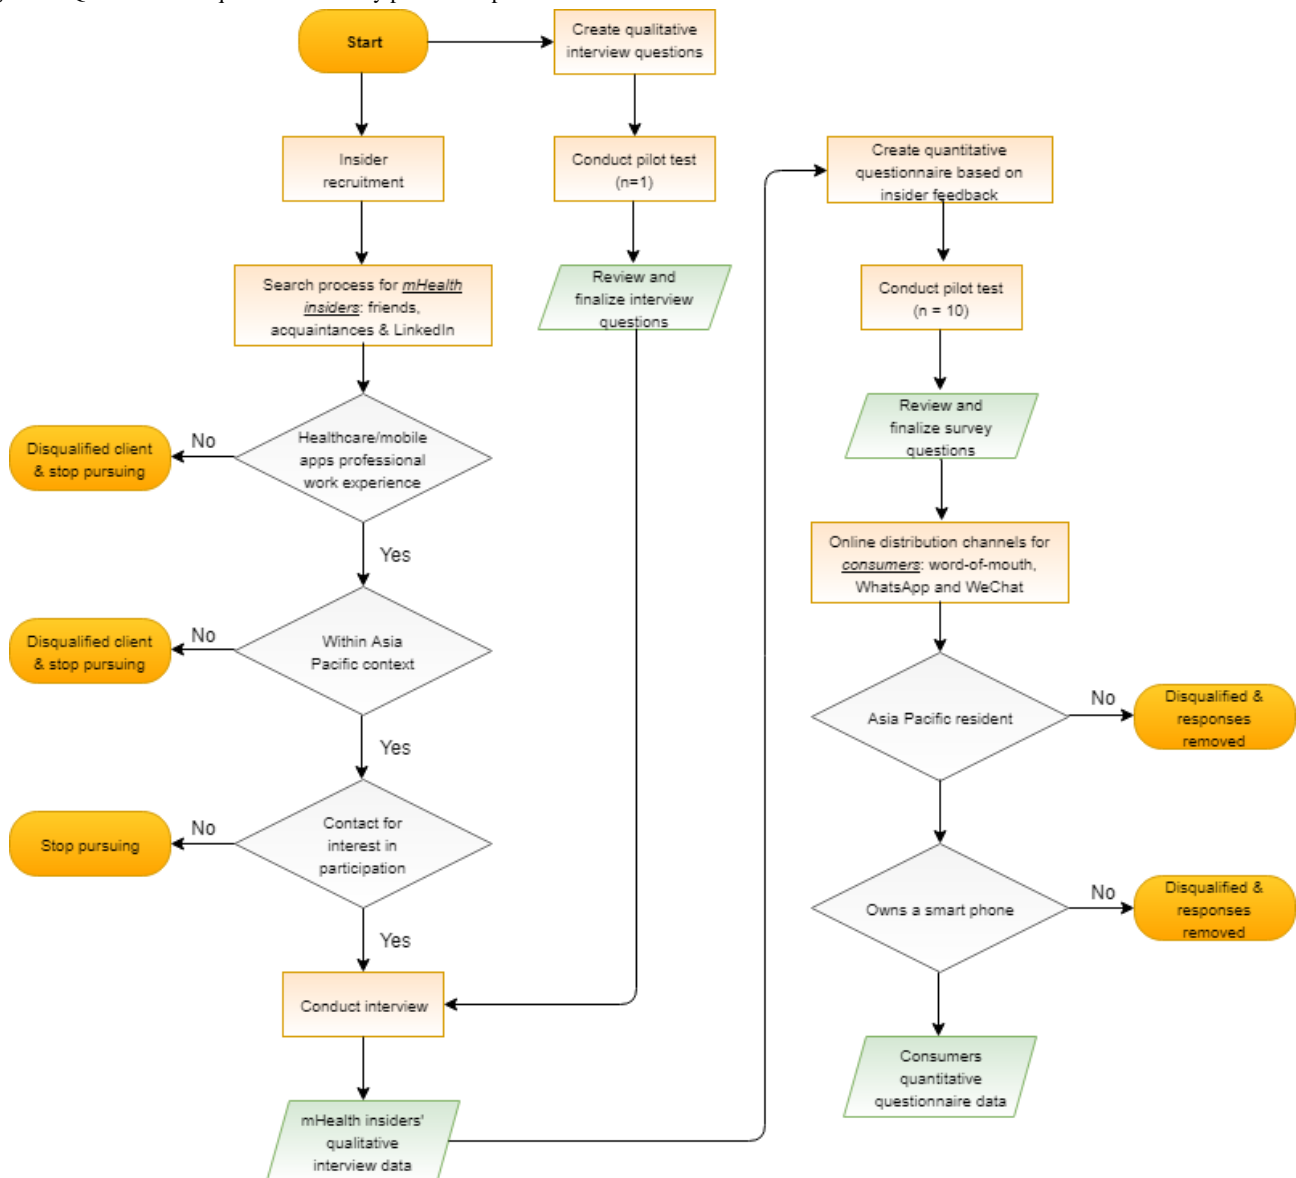 Start
Create qualitative
interview questions
Insider
recruitment
Conduct pilot test
(n=1)
Create quantitative
questionnaire based on
insider feedback
Search process for mHealth
insiders: friends,
acquaintances & LinkedIn
Review and
finalize interview
questions
Conduct pilot test
(n = 10)
Healthcare/mobile
apps professional
work experience
No
Disqualified client
& stop pursuing
Yes
Review and
finalize survey
questions
Online distribution channels for
consumers: word-of-mouth,
WhatsApp and WeChat
Within Asia
Pacific context
No
Disqualified client
& stop pursuing
Yes
Asia Pacific resident
No
Disqualified &
responses
removed
Contact for
interest in
participation
No
Stop pursuing
Yes
Owns a smart phone
No
Disqualified &
responses
removed
Conduct interview
mHealth insiders'
qualitative
interview data
Consumers
quantitative
questionnaire data